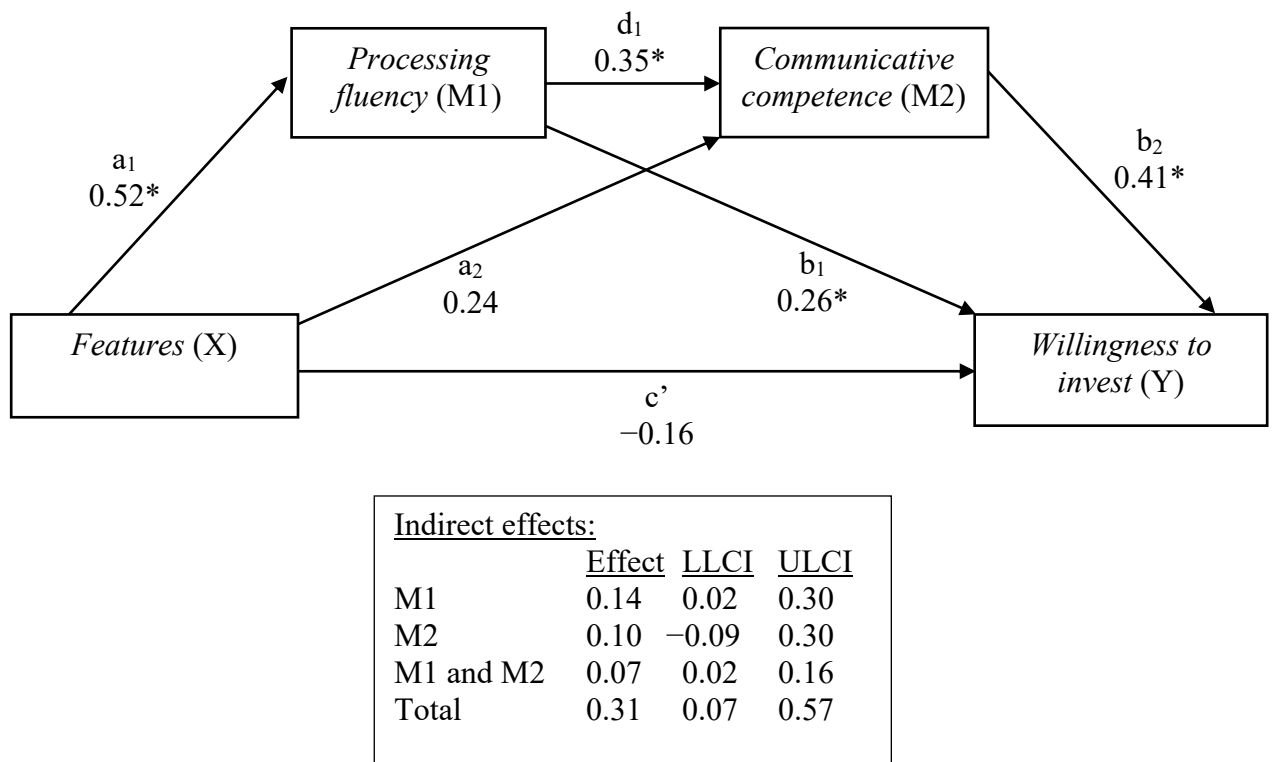 d₁
0.35*
Processing
fluency (M1)
Communicative
competence (M2)
a₁
0.52*
b₂
0.41*
a₂
0.24
b₁
0.26*
Features (X)
Willingness to
invest (Y)
c’
−0.16
Indirect effects:
Effect LLCI ULCI
M1 0.14 0.02 0.30
M2 0.10 −0.09 0.30
M1 and M2 0.07 0.02 0.16
Total 0.31 0.07 0.57